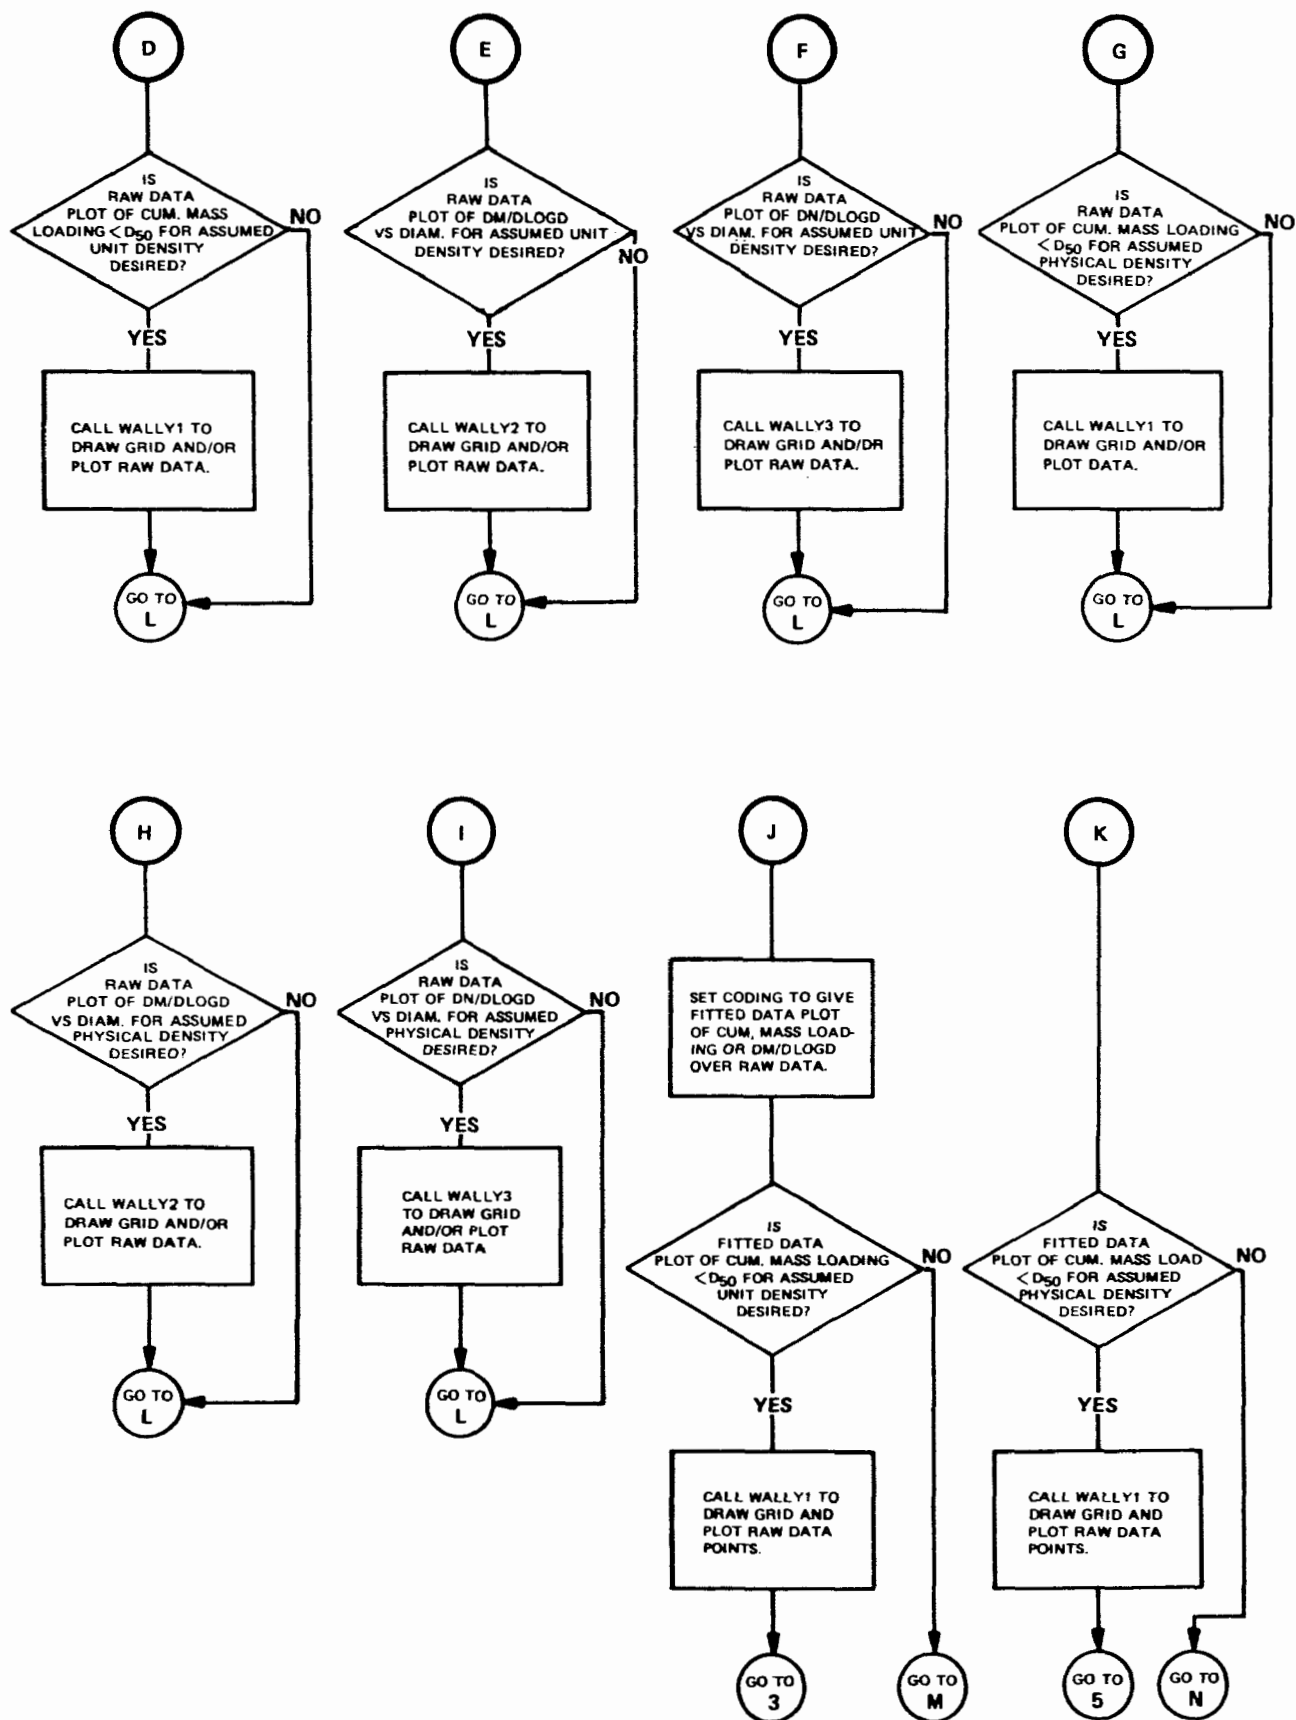 D
IS
RAW DATA
PLOT OF CUM. MASS
LOADING <D50 FOR ASSUMED
UNIT DENSITY
DESIRED?
NO
YES
CALL WALLY1 TO
DRAW GRID AND/OR
PLOT RAW DATA.
GO TO
L
E
IS
RAW DATA
PLOT OF DM/DLOGD
VS DIAM. FOR ASSUMED UNIT
DENSITY DESIRED?
NO
YES
CALL WALLY2 TO
DRAW GRID AND/OR
PLOT RAW DATA.
GO TO
L
F
IS
RAW DATA
PLOT OF DN/DLOGD
VS DIAM. FOR ASSUMED UNIT
DENSITY DESIRED?
NO
YES
CALL WALLY3 TO
DRAW GRID AND/DR
PLOT RAW DATA.
GO TO
L
G
IS
RAW DATA
PLOT OF CUM. MASS LOADING
<D50 FOR ASSUMED
PHYSICAL DENSITY
DESIRED?
NO
YES
CALL WALLY1 TO
DRAW GRID AND/OR
PLOT DATA.
GO TO
L
H
IS
RAW DATA
PLOT OF DM/DLOGD
VS DIAM. FOR ASSUMED
PHYSICAL DENSITY
DESIREO?
NO
YES
CALL WALLY2 TO
DRAW GRID AND/OR
PLOT RAW DATA.
GO TO
L
I
IS
RAW DATA
PLOT OF DN/DLOGD
VS DIAM. FOR ASSUMED
PHYSICAL DENSITY
DESIRED?
NO
YES
CALL WALLY3
TO DRAW GRID
AND/OR PLOT
RAW DATA
GO TO
L
J
SET CODING TO GIVE
FITTED DATA PLOT
OF CUM, MASS LOAD-
ING OR DM/DLOGD
OVER RAW DATA.
IS
FITTED DATA
PLOT OF CUM. MASS LOADING
<D50 FOR ASSUMED
UNIT DENSITY
DESIRED?
NO
YES
CALL WALLY1 TO
DRAW GRID AND
PLOT RAW DATA
POINTS.
GO TO
3
GO TO
M
K
IS
FITTED DATA
PLOT OF CUM. MASS LOAD
<D50 FOR ASSUMED
PHYSICAL DENSITY
DESIRED?
NO
YES
CALL WALLY1 TO
DRAW GRID AND
PLOT RAW DATA
POINTS.
GO TO
5
GO TO
N